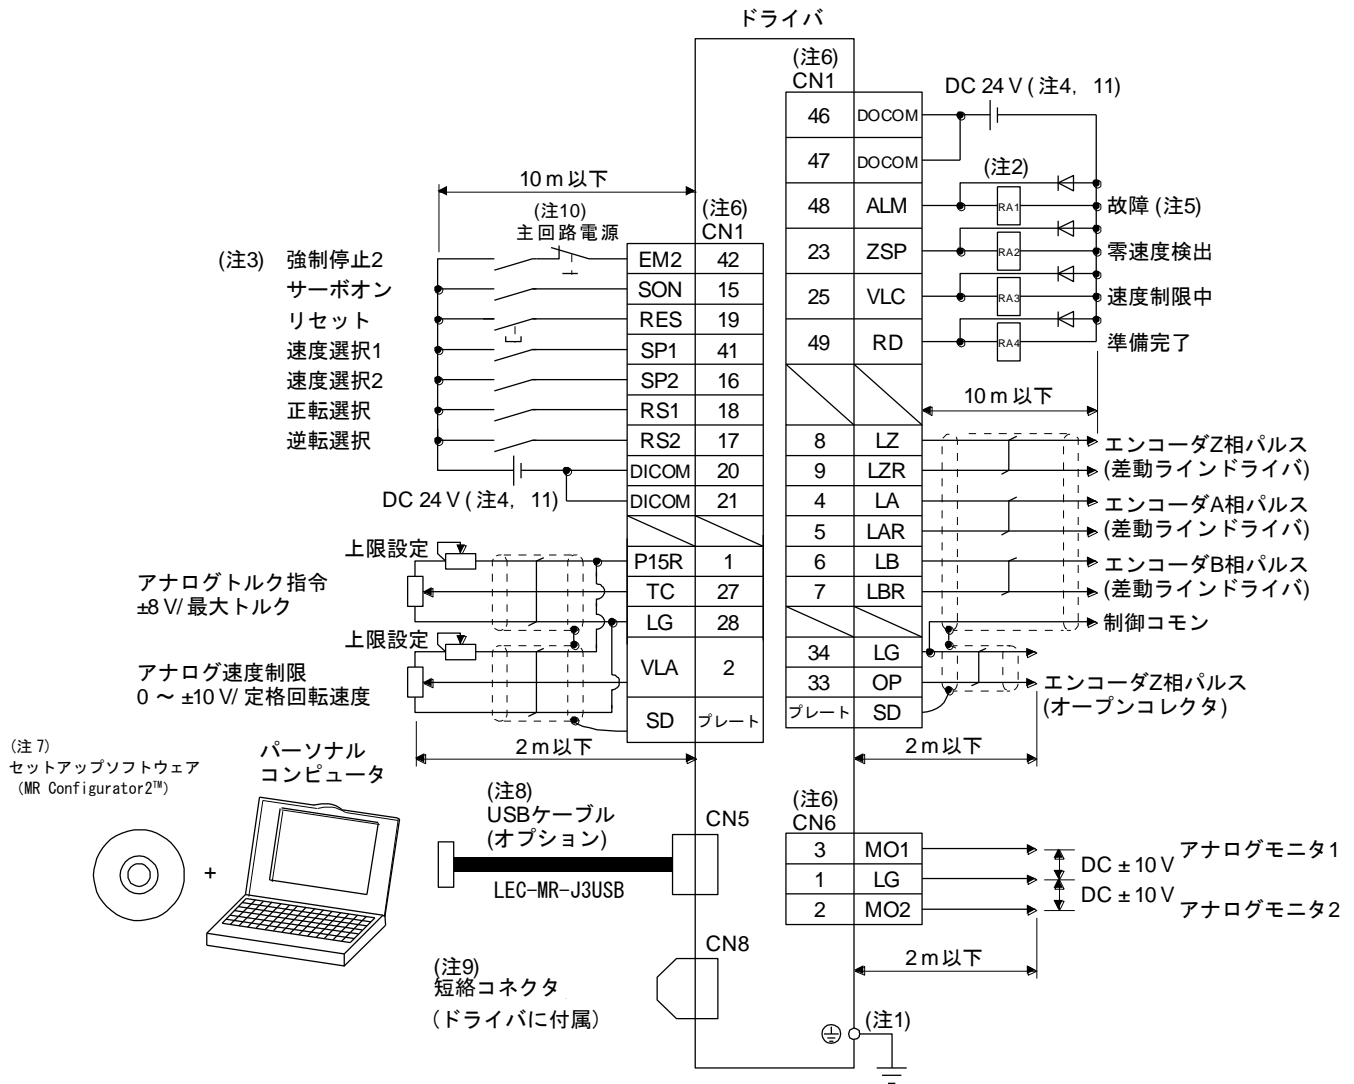 ドライバ
(注6)
CN1
DC 24 V ( 注4, 11)
46 DOCOM
47 DOCOM
(注2)
48 ALM RA1 故障 (注5)
23 ZSP RA2 零速度検出
25 VLC RA3 速度制限中
49 RD RA4 準備完了
10 m 以下
8 LZ エンコーダZ相パルス
9 LZR (差動ラインドライバ)
4 LA エンコーダA相パルス
5 LAR (差動ラインドライバ)
6 LB エンコーダB相パルス
7 LBR (差動ラインドライバ)
制御コモン
34 LG
33 OP エンコーダZ相パルス
(オープンコレクタ)
プレート SD
2 m 以下
10 m 以下
(注10)
主回路電源
(注6)
CN1
(注3) 強制停止2 EM2 42
サーボオン SON 15
リセット RES 19
速度選択1 SP1 41
速度選択2 SP2 16
正転選択 RS1 18
逆転選択 RS2 17
DICOM 20
DC 24 V ( 注4, 11) DICOM 21
上限設定 P15R 1
アナログトルク指令
±8 V/ 最大トルク
TC 27
LG 28
上限設定
アナログ速度制限
0 ～ ±10 V/ 定格回転速度
VLA 2
SD プレート
2 m 以下
(注 7)
セットアップソフトウェア
(MR Configurator2™)
パーソナル
コンピュータ
+
(注8)
USBケーブル
(オプション)
LEC-MR-J3USB
CN5
(注6)
CN6
3 MO1 アナログモニタ1
DC ± 10 V
1 LG
DC ± 10 V
2 MO2 アナログモニタ2
2 m 以下
CN8
(注9)
短絡コネクタ
(ドライバに付属)
(注1)